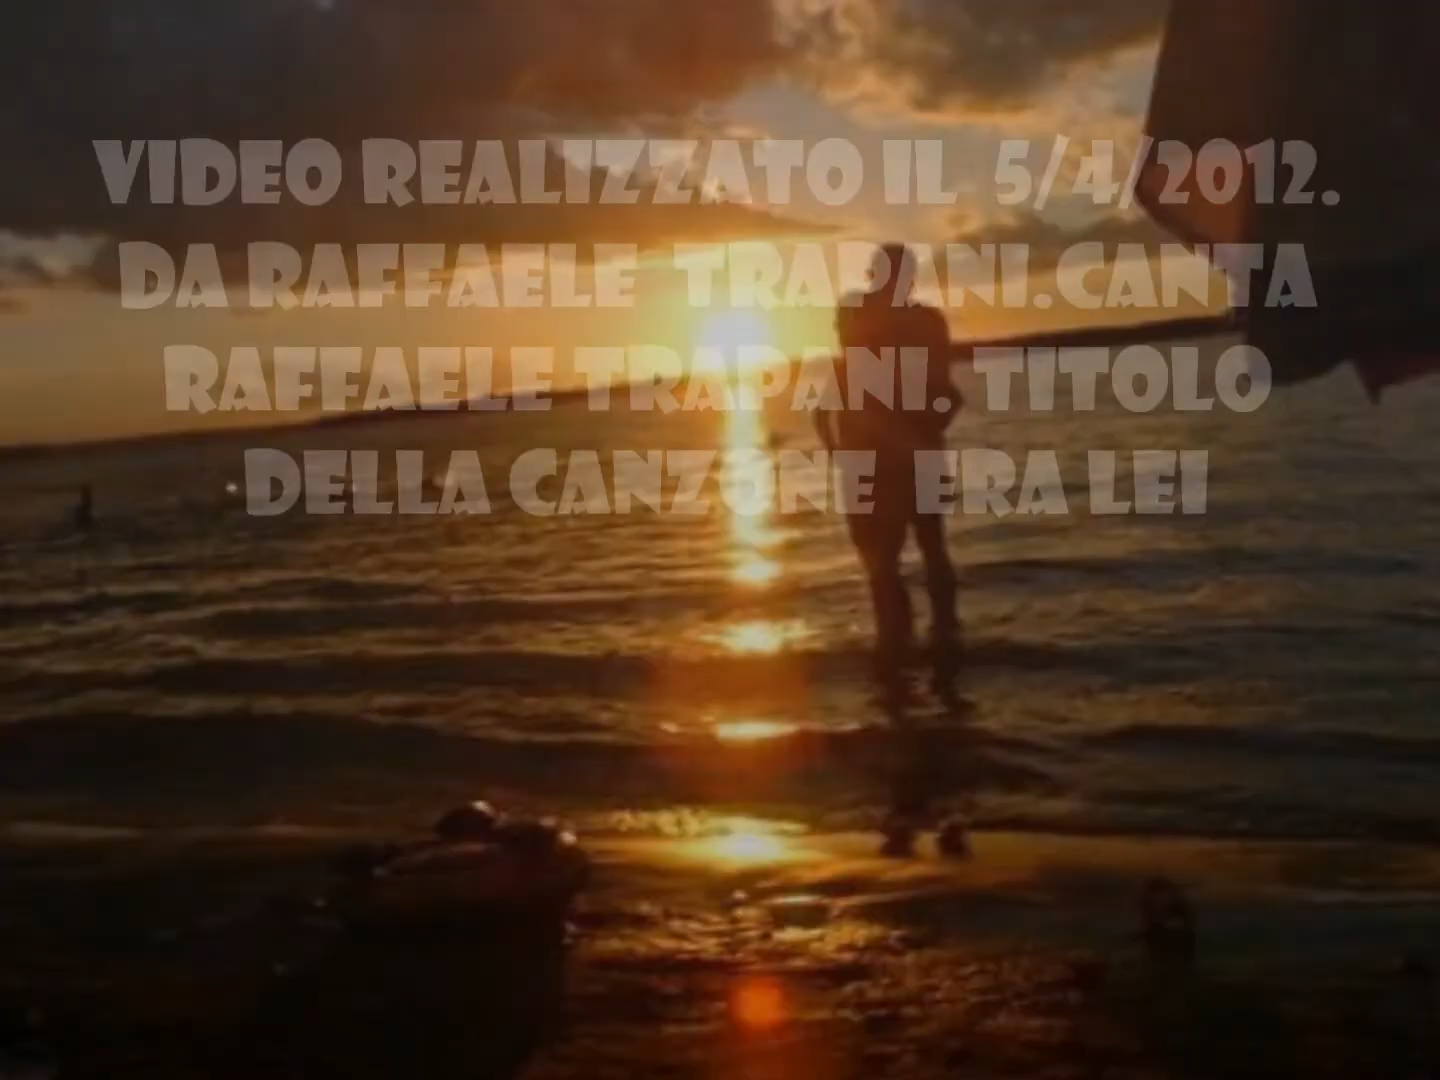 VIDEO REALIZZATO IL 5/4/2012.
DA RAFFAELE TRAPANI.CANTA
RAFFAELE TRAPANI. TITOLO
DELLA CANZONE ERA LEI